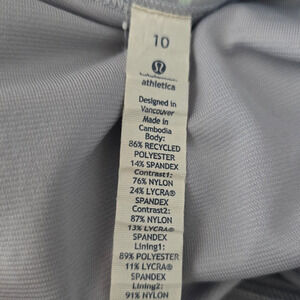 10
lululemon
athletica
Designed in
Vancouver
Made in
Cambodia
Body:
86% RECYCLED
POLYESTER
14% SPANDEX
Contrast1:
76% NYLON
24% LYCRA®
SPANDEX
Contrast2:
87% NYLON
13% LYCRA®
SPANDEX
Lining1:
89% POLYESTER
11% LYCRA®
SPANDEX
Lining2:
91% NYLON